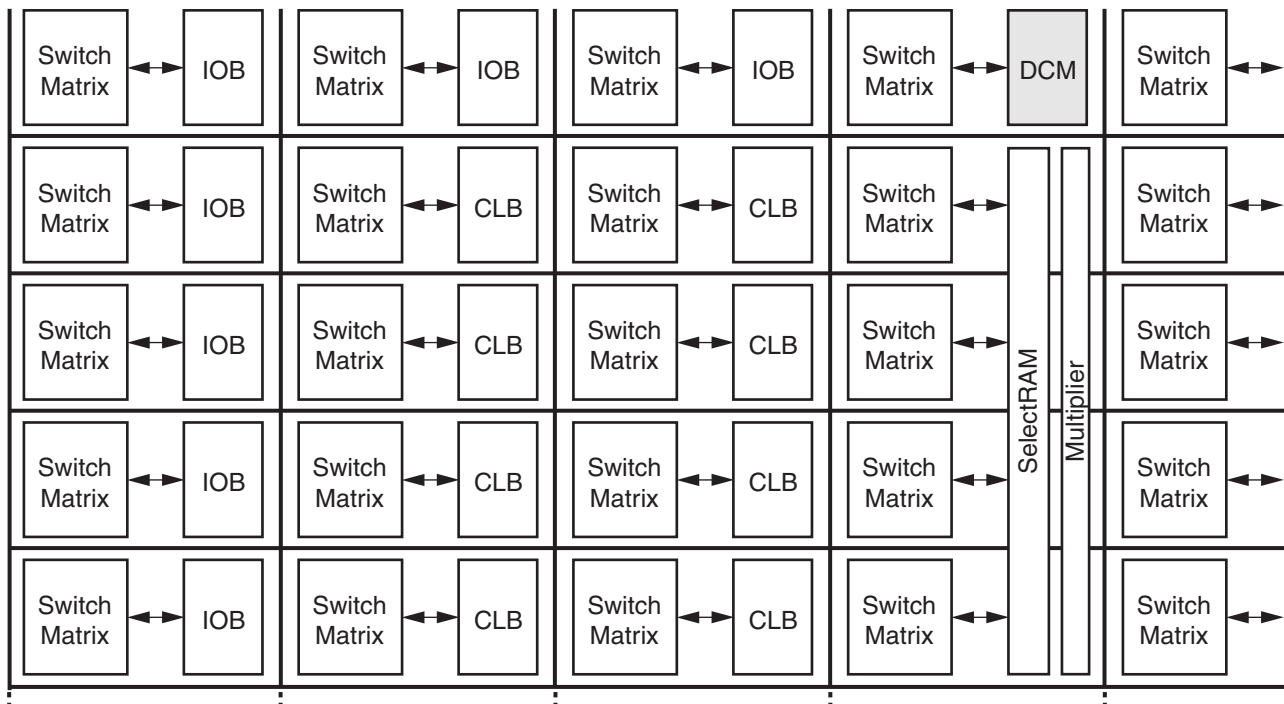 Switch
Matrix
IOB
Switch
Matrix
IOB
Switch
Matrix
IOB
Switch
Matrix
DCM
Switch
Matrix
Switch
Matrix
IOB
Switch
Matrix
CLB
Switch
Matrix
CLB
Switch
Matrix
Switch
Matrix
Switch
Matrix
IOB
Switch
Matrix
CLB
Switch
Matrix
CLB
Switch
Matrix
SelectRAM
Multiplier
Switch
Matrix
Switch
Matrix
IOB
Switch
Matrix
CLB
Switch
Matrix
CLB
Switch
Matrix
Switch
Matrix
Switch
Matrix
IOB
Switch
Matrix
CLB
Switch
Matrix
CLB
Switch
Matrix
Switch
Matrix